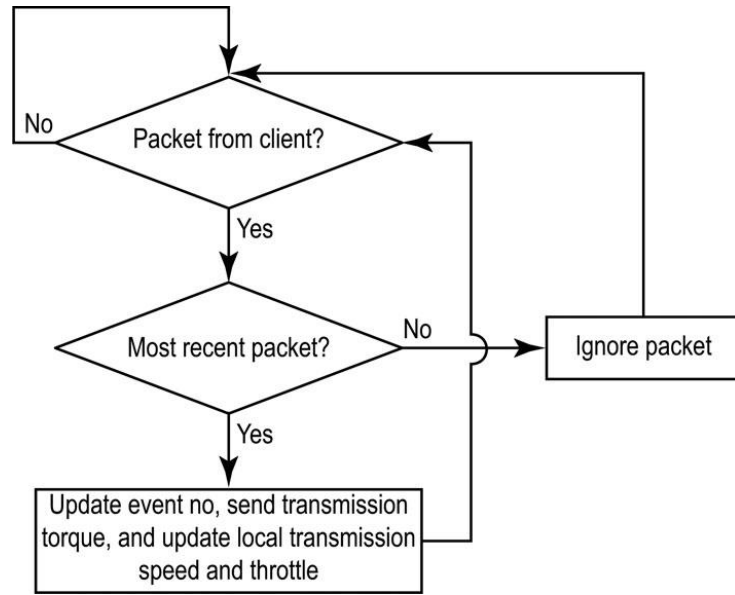 No
Packet from client?
Yes
Most recent packet?
No
Ignore packet
Yes
Update event no, send transmission
torque, and update local transmission
speed and throttle